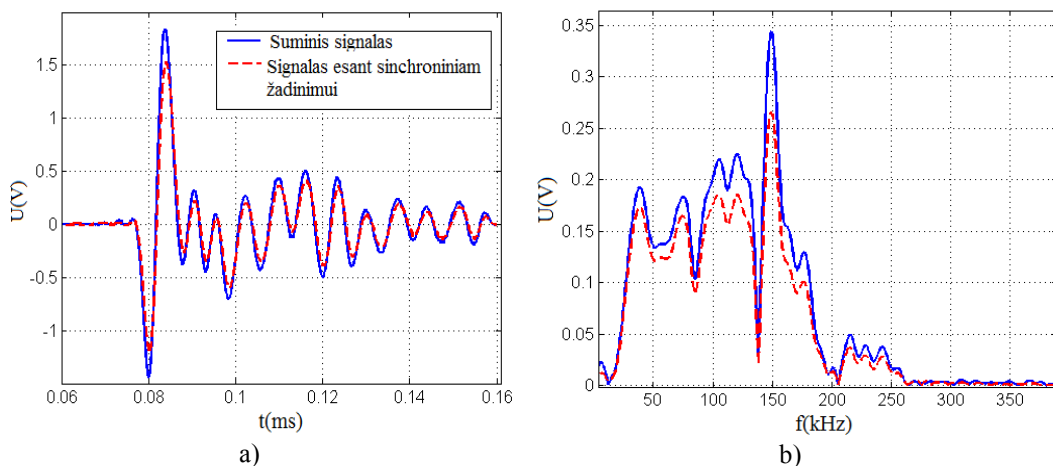 a)
b)
Suminis signalas
Signalas esant sinchroniniam
žadinimui
1.5
1
0.5
0
-0.5
-1
U(V)
0.06 0.08 0.1 0.12 0.14 0.16
t(ms)
a)
0.35
0.3
0.25
0.2
0.15
0.1
0.05
0
U(V)
50 100 150 200 250 300 350
f(kHz)
b)